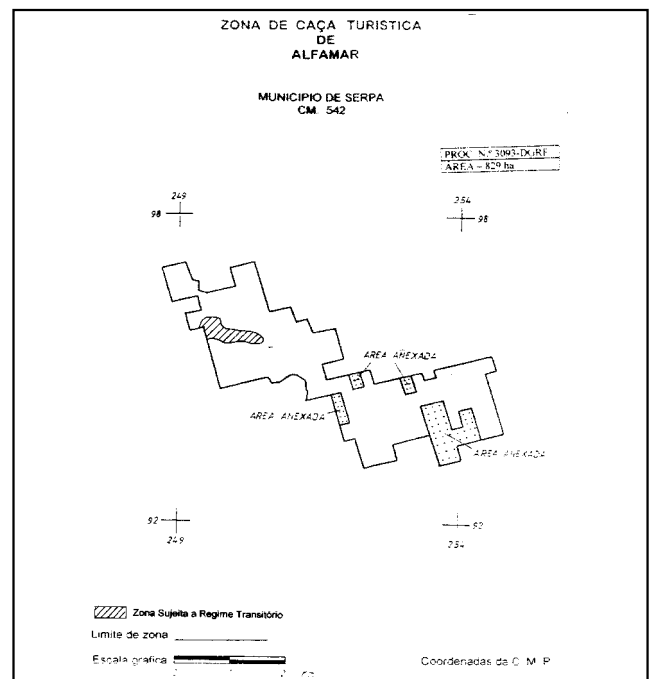 ZONA DE CAÇA TURISTICA
DE
ALFAMAR
MUNICIPIO DE SERPA
CM. 542
PROC. N.º 3093-DGRF
ÁREA – 829 ha
249
98
254
98
AREA ANEXADA
AREA ANEXADA
AREA ANEXADA
92
249
92
254
Zona Sujeita a Regime Transitório
Limite de zona
Escala grafica
Coordenadas da C. M. P